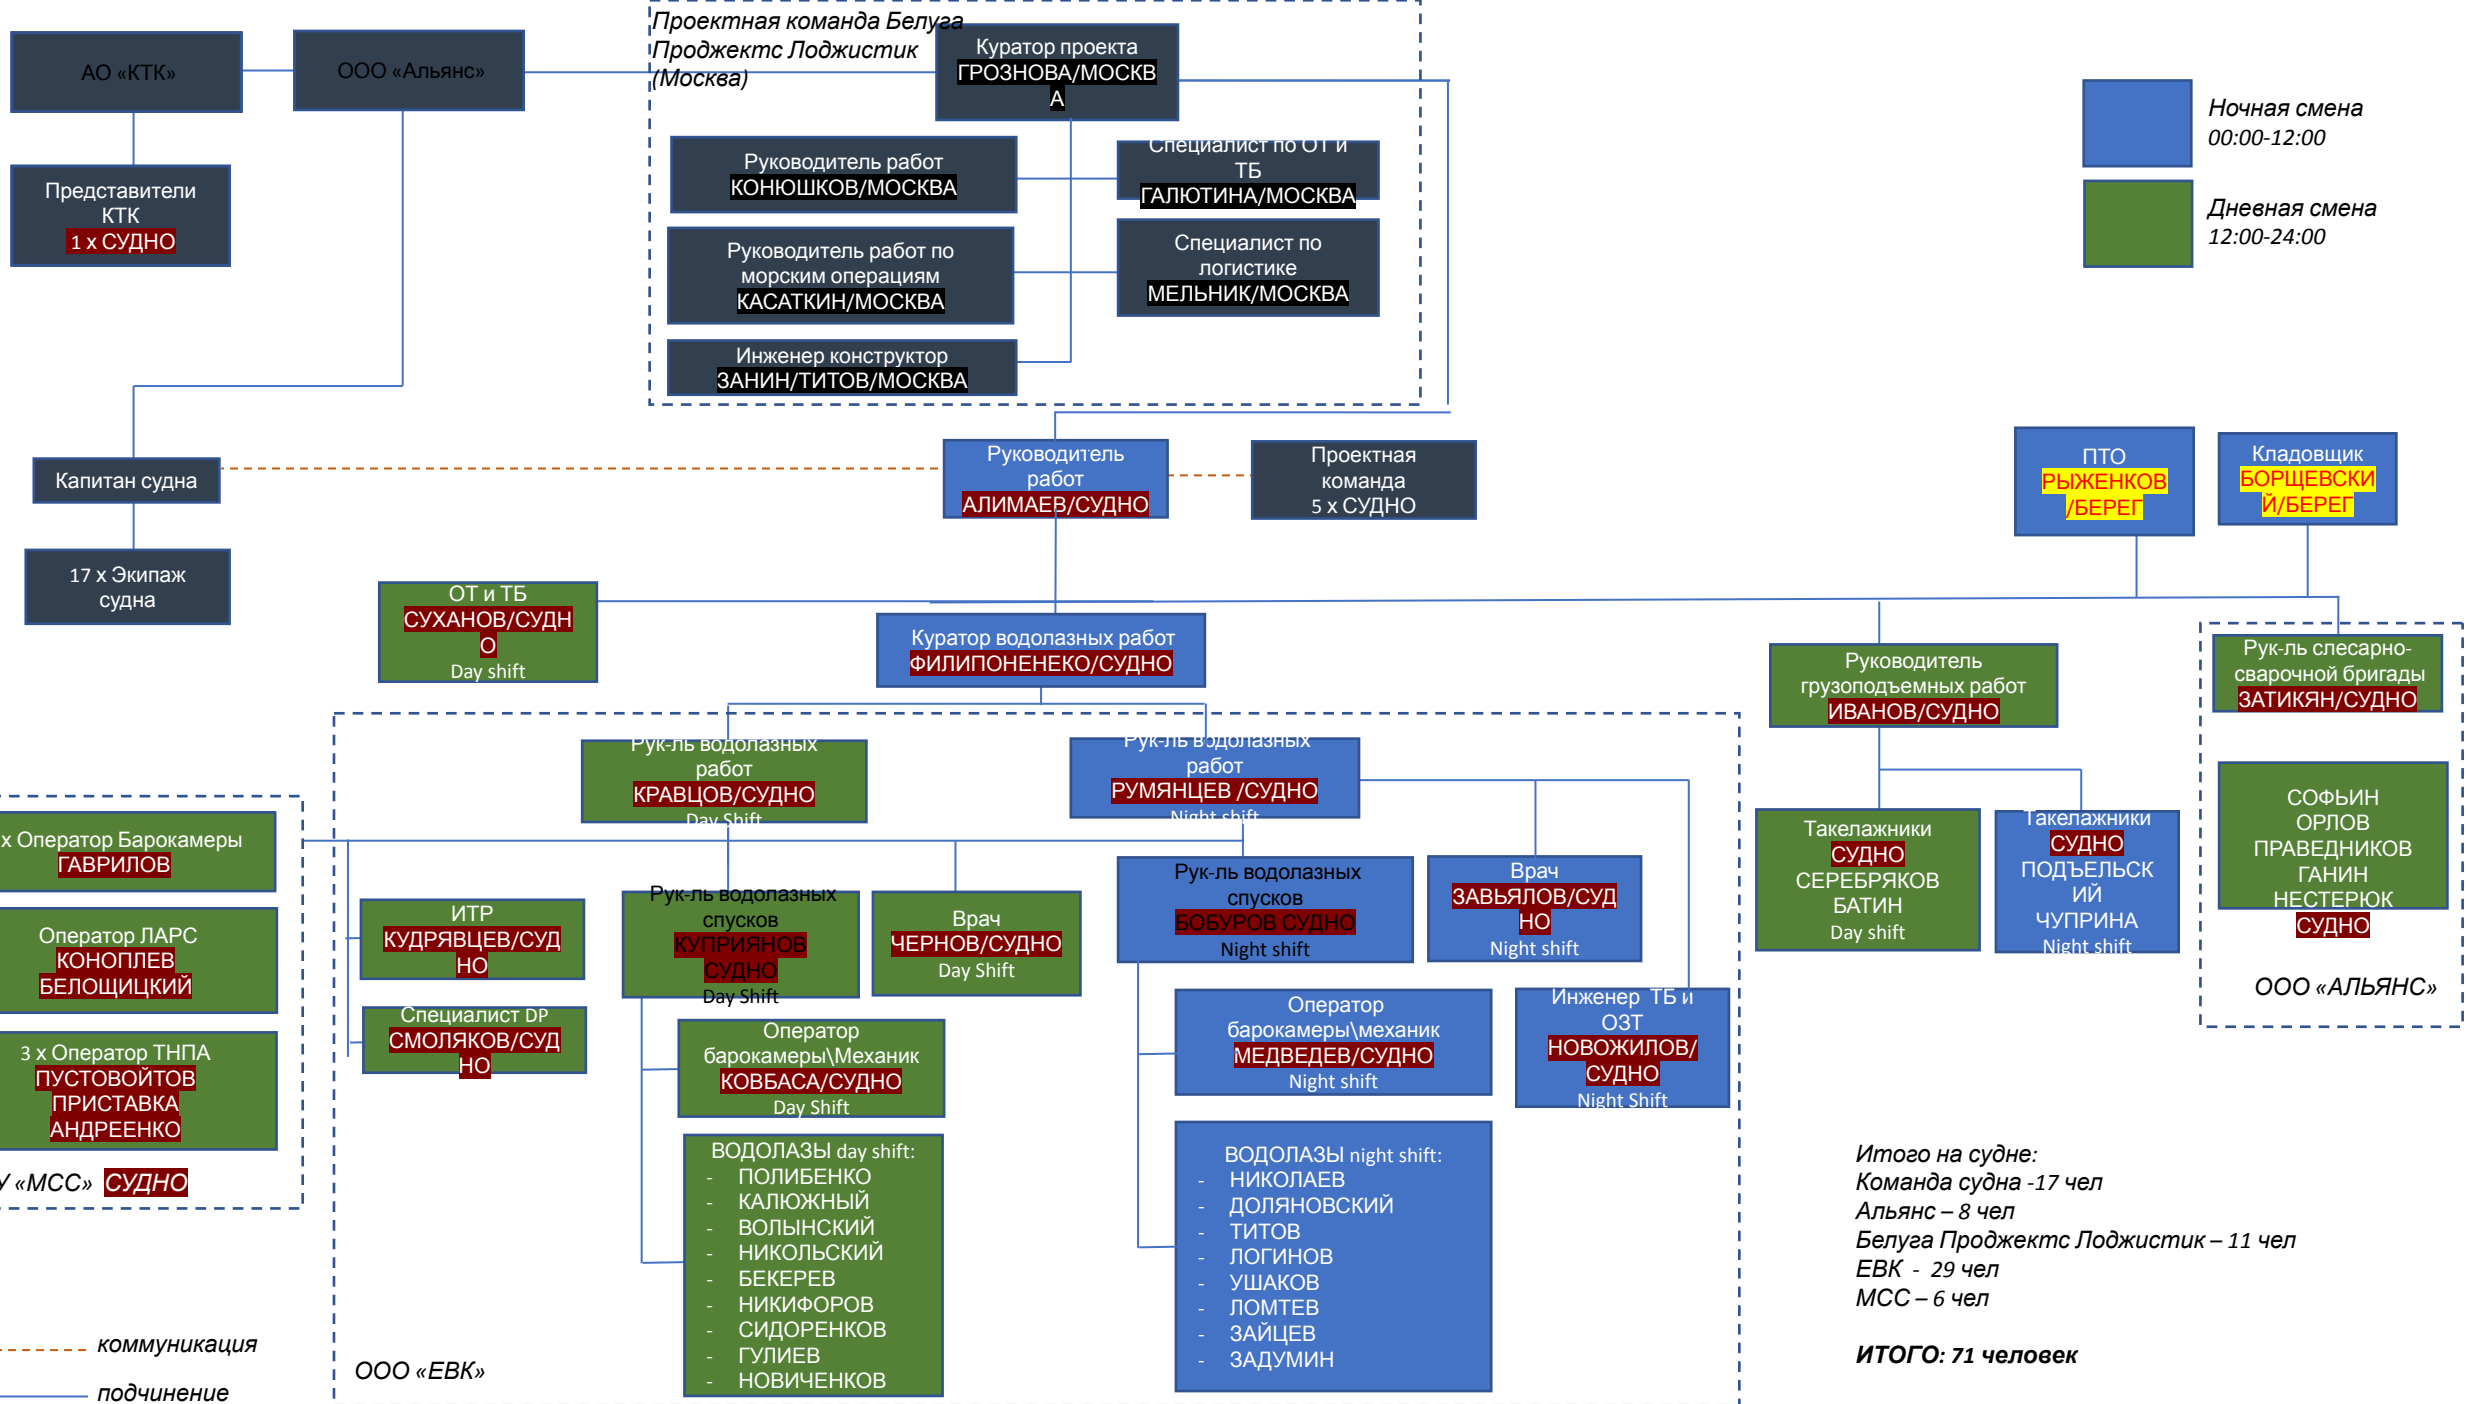 Проектная команда Белуга
Проджектс Лоджистик
(Москва)
АО «КТК»
ООО «Альянс»
Куратор проекта
ГРОЗНОВА/МОСКВ
А
Представители
КТК
1 x СУДНО
Руководитель работ
КОНЮШКОВ/МОСКВА
Специалист по ОТ и
ТБ
ГАЛЮТИНА/МОСКВА
Руководитель работ по
морским операциям
КАСАТКИН/МОСКВА
Специалист по
логистике
МЕЛЬНИК/МОСКВА
Инженер конструктор
ЗАНИН/ТИТОВ/МОСКВА
Ночная смена
00:00-12:00
Дневная смена
12:00-24:00
Капитан судна
17 x Экипаж
судна
Руководитель
работ
АЛИМАЕВ/СУДНО
Проектная
команда
5 x СУДНО
ПТО
РЫЖЕНКОВ
/БЕРЕГ
Кладовщик
БОРЩЕВСКИ
Й/БЕРЕГ
ОТ и ТБ
СУХАНОВ/СУДН
О
Day shift
Куратор водолазных работ
ФИЛИПОНЕНЕКО/СУДНО
Руководитель
грузоподъемных работ
ИВАНОВ/СУДНО
Рук-ль слесарно-
сварочной бригады
ЗАТИКЯН/СУДНО
Рук-ль водолазных
работ
КРАВЦОВ/СУДНО
Day Shift
Рук-ль водолазных
работ
РУМЯНЦЕВ /СУДНО
Night shift
Такелажники
СУДНО
СЕРЕБРЯКОВ
БАТИН
Day shift
Такелажники
СУДНО
ПОДЪЕЛЬСК
ИЙ
ЧУПРИНА
Night shift
СОФЬИН
ОРЛОВ
ПРАВЕДНИКОВ
ГАНИН
НЕСТЕРЮК
СУДНО
ООО «АЛЬЯНС»
x Оператор Барокамеры
ГАВРИЛОВ
Оператор ЛАРС
КОНОПЛЕВ
БЕЛОЩИЦКИЙ
3 x Оператор ТНПА
ПУСТОВОЙТОВ
ПРИСТАВКА
АНДРЕЕНКО
У «МСС» СУДНО
ИТР
КУДРЯВЦЕВ/СУД
НО
Специалист DP
СМОЛЯКОВ/СУД
НО
Рук-ль водолазных
спусков
КУПРИЯНОВ
СУДНО
Day Shift
Врач
ЧЕРНОВ/СУДНО
Day Shift
Рук-ль водолазных
спусков
БОБУРОВ СУДНО
Night shift
Врач
ЗАВЬЯЛОВ/СУД
НО
Night shift
Оператор
барокамеры\Механик
КОВБАСА/СУДНО
Day Shift
Оператор
барокамеры\механик
МЕДВЕДЕВ/СУДНО
Night shift
Инженер ТБ и
ОЗТ
НОВОЖИЛОВ/
СУДНО
Night Shift
ВОДОЛАЗЫ day shift:
- ПОЛИБЕНКО
- КАЛЮЖНЫЙ
- ВОЛЫНСКИЙ
- НИКОЛЬСКИЙ
- БЕКЕРЕВ
- НИКИФОРОВ
- СИДОРЕНКОВ
- ГУЛИЕВ
- НОВИЧЕНКОВ
ВОДОЛАЗЫ night shift:
- НИКОЛАЕВ
- ДОЛЯНОВСКИЙ
- ТИТОВ
- ЛОГИНОВ
- УШАКОВ
- ЛОМТЕВ
- ЗАЙЦЕВ
- ЗАДУМИН
ООО «ЕВК»
коммуникация
подчинение
Итого на судне:
Команда судна -17 чел
Альянс – 8 чел
Белуга Проджектс Лоджистик – 11 чел
ЕВК - 29 чел
МСС – 6 чел
ИТОГО: 71 человек